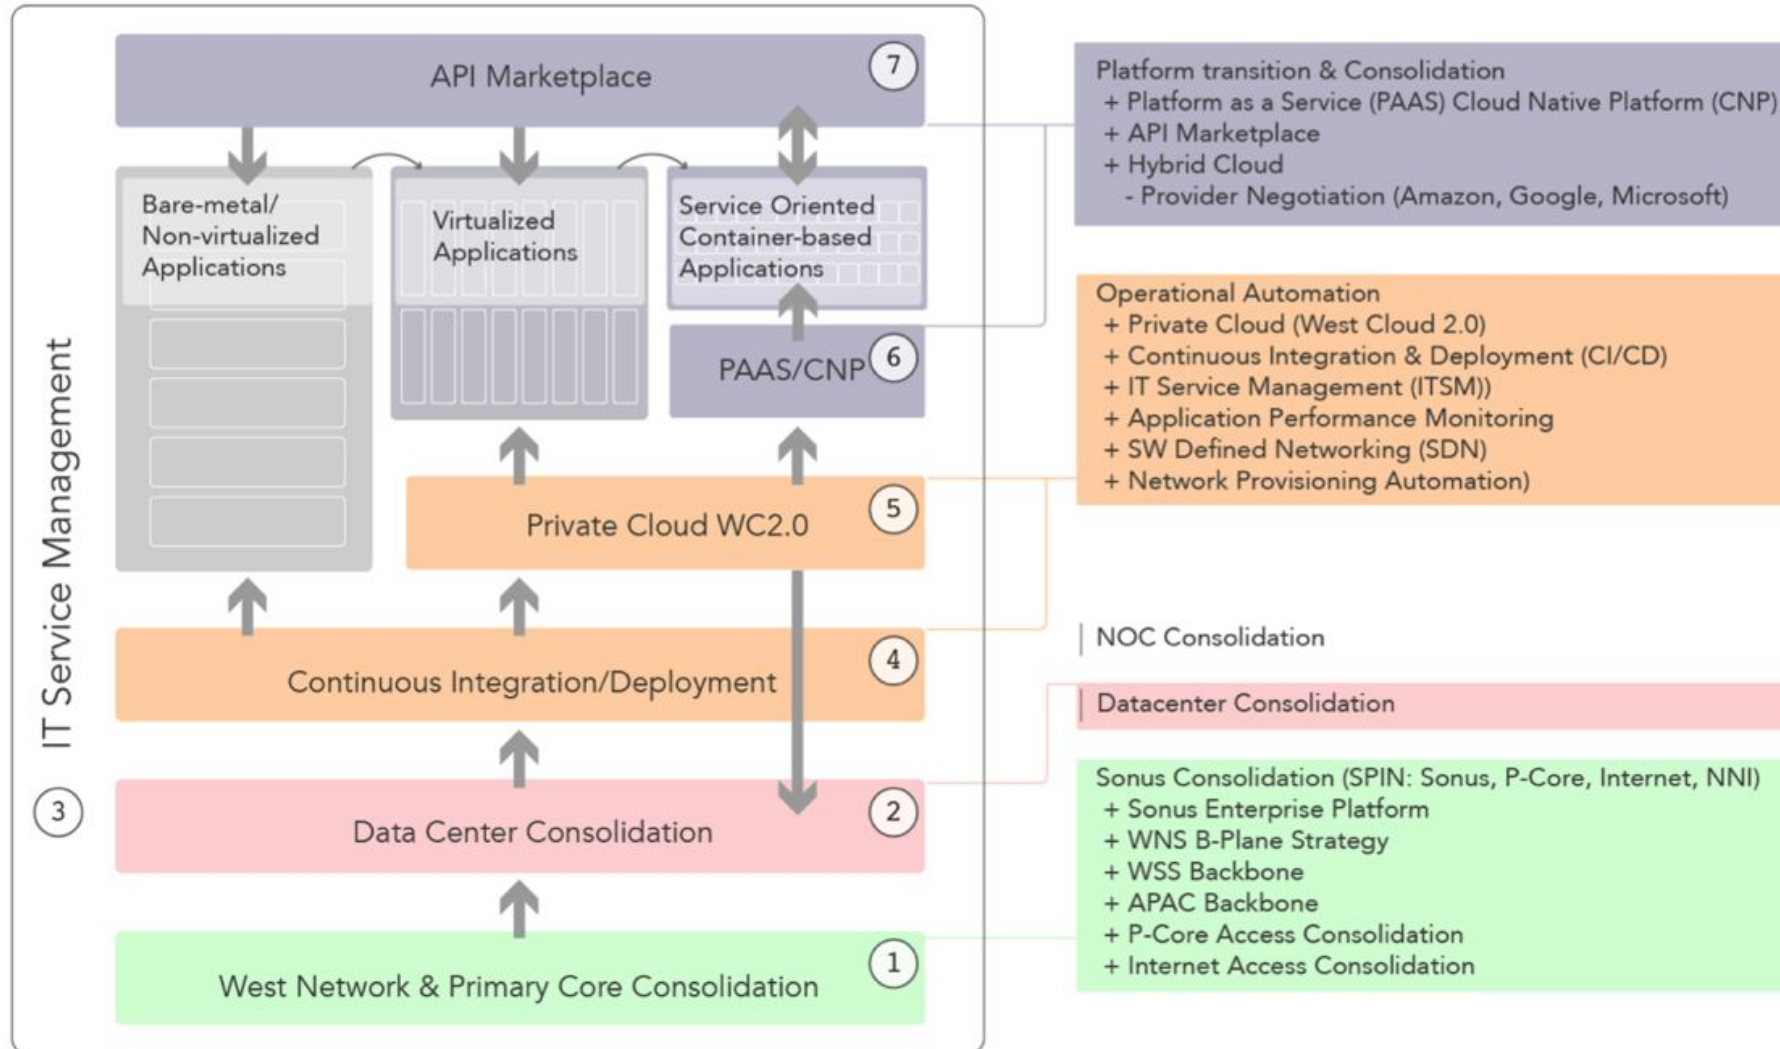 API Marketplace
7
Bare-metal/
Non-virtualized
Applications
Virtualized
Applications
Service Oriented
Container-based
Applications
PAAS/CNP
6
Private Cloud WC2.0
5
Continuous Integration/Deployment
4
Data Center Consolidation
2
West Network & Primary Core Consolidation
1
IT Service Management
3
Platform transition & Consolidation
+ Platform as a Service (PAAS) Cloud Native Platform (CNP)
+ API Marketplace
+ Hybrid Cloud
- Provider Negotiation (Amazon, Google, Microsoft)
Operational Automation
+ Private Cloud (West Cloud 2.0)
+ Continuous Integration & Deployment (CI/CD)
+ IT Service Management (ITSM))
+ Application Performance Monitoring
+ SW Defined Networking (SDN)
+ Network Provisioning Automation)
NOC Consolidation
Datacenter Consolidation
Sonus Consolidation (SPIN: Sonus, P-Core, Internet, NNI)
+ Sonus Enterprise Platform
+ WNS B-Plane Strategy
+ WSS Backbone
+ APAC Backbone
+ P-Core Access Consolidation
+ Internet Access Consolidation